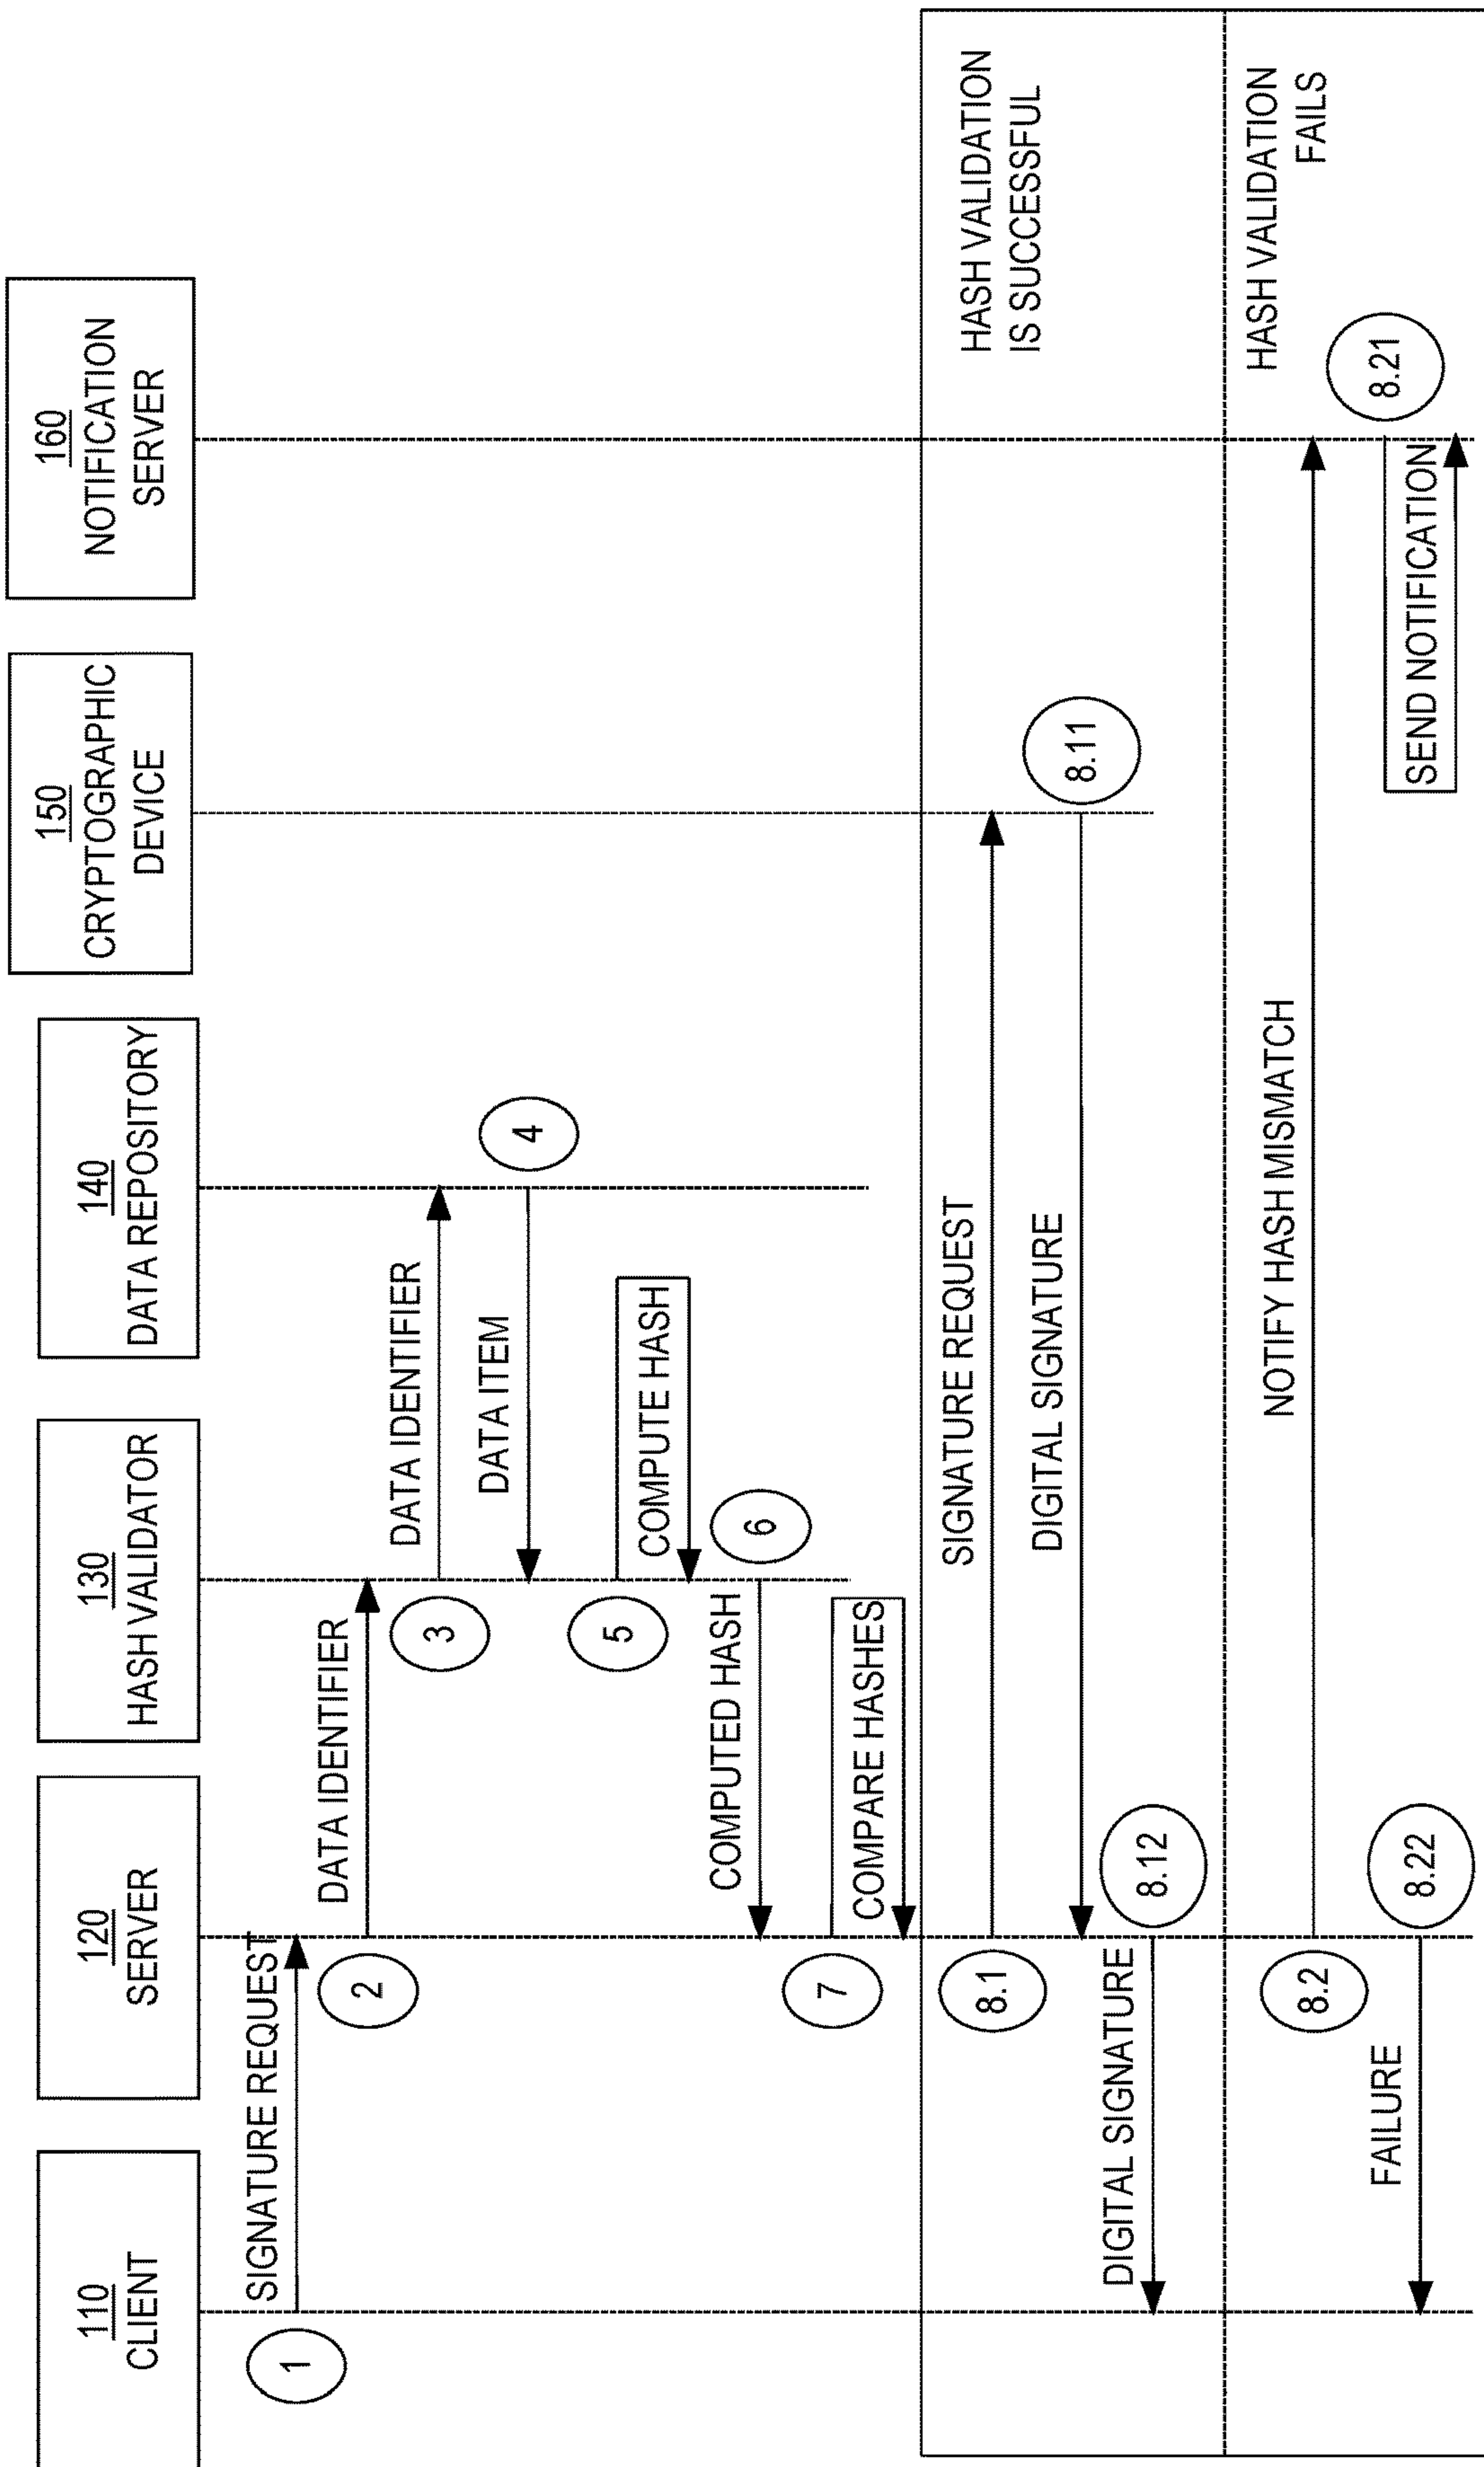 110
CLIENT
120
SERVER
130
HASH VALIDATOR
140
DATA REPOSITORY
150
CRYPTOGRAPHIC
DEVICE
160
NOTIFICATION
SERVER
1
SIGNATURE REQUEST
2
DATA IDENTIFIER
3
DATA IDENTIFIER
4
DATA ITEM
5
COMPUTE HASH
6
COMPUTED HASH
7
COMPARE HASHES
HASH VALIDATION
IS SUCCESSFUL
8.1
SIGNATURE REQUEST
8.11
DIGITAL SIGNATURE
8.12
DIGITAL SIGNATURE
HASH VALIDATION
FAILS
8.2
NOTIFY HASH MISMATCH
8.21
SEND NOTIFICATION
8.22
FAILURE